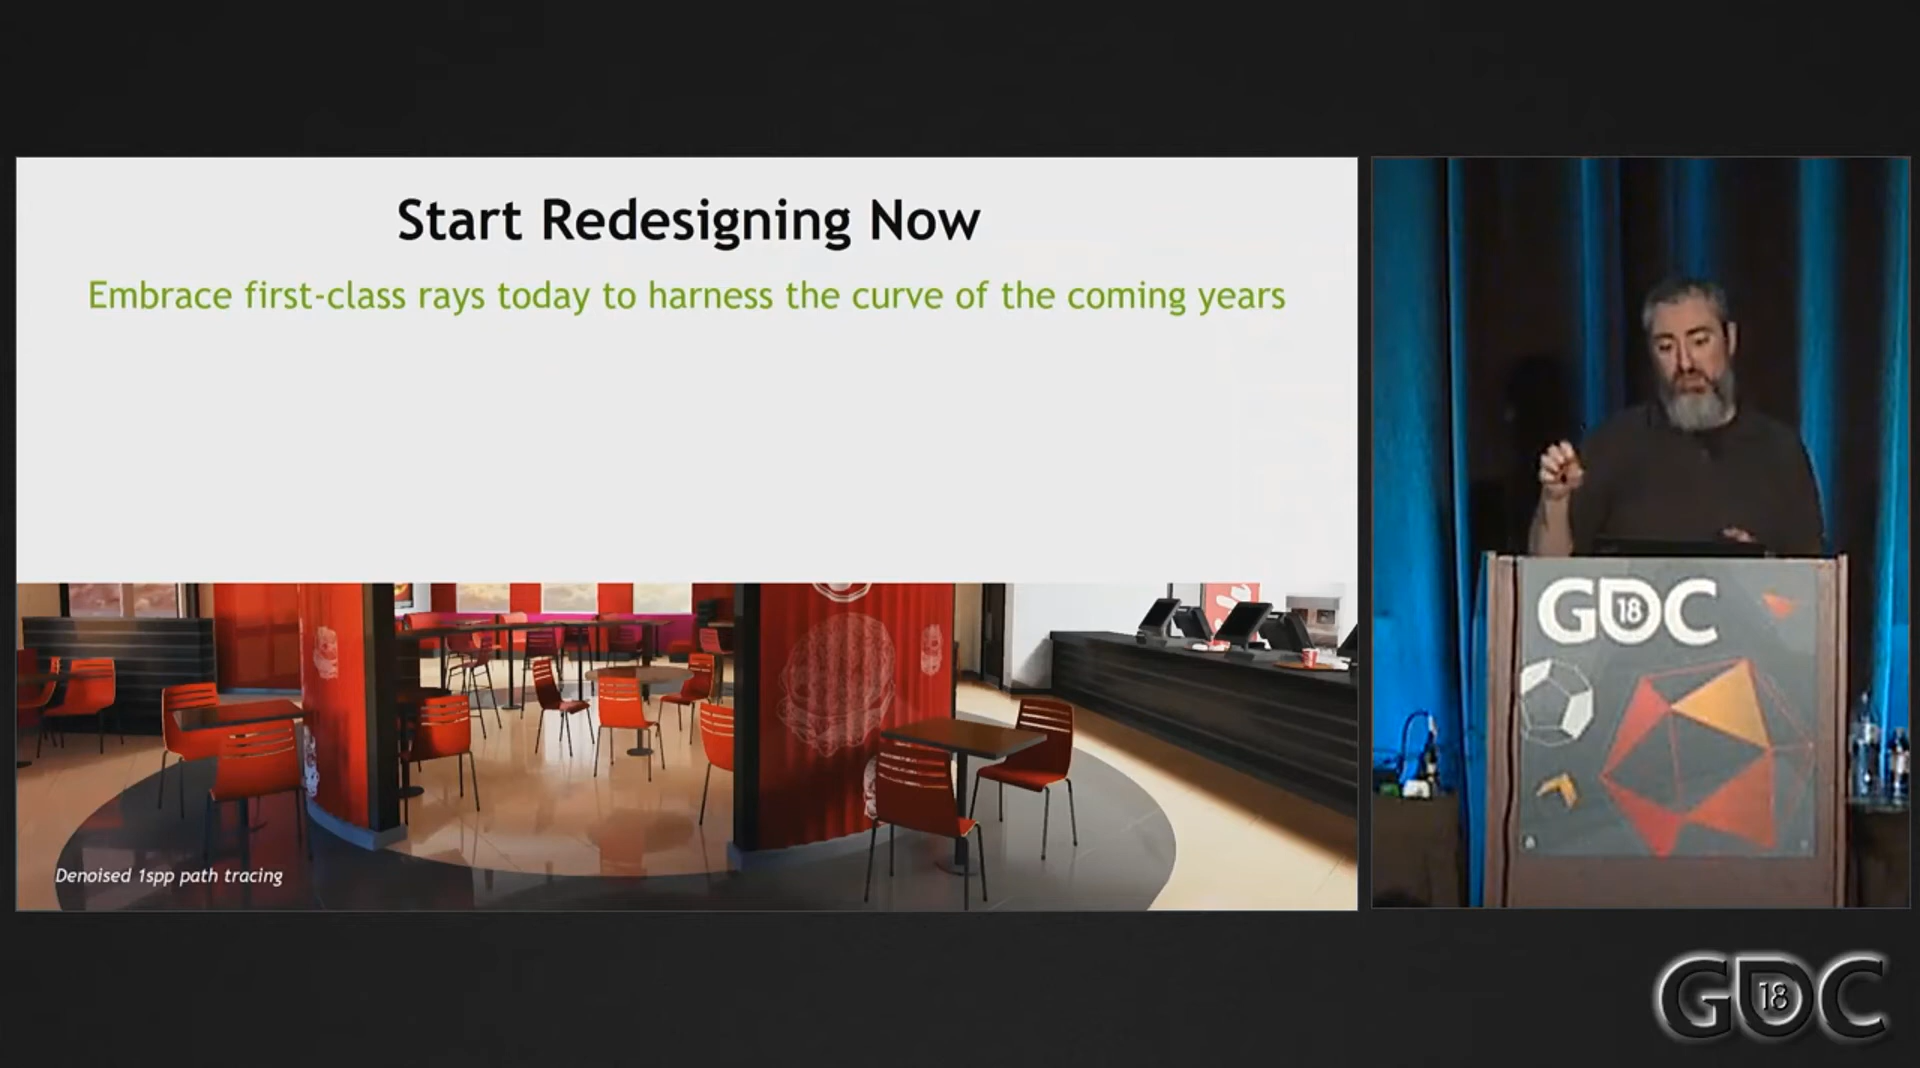 Start Redesigning Now
Embrace first-class rays today to harness the curve of the coming years
Denoised 1spp path tracing
GDC
18
GDC
18